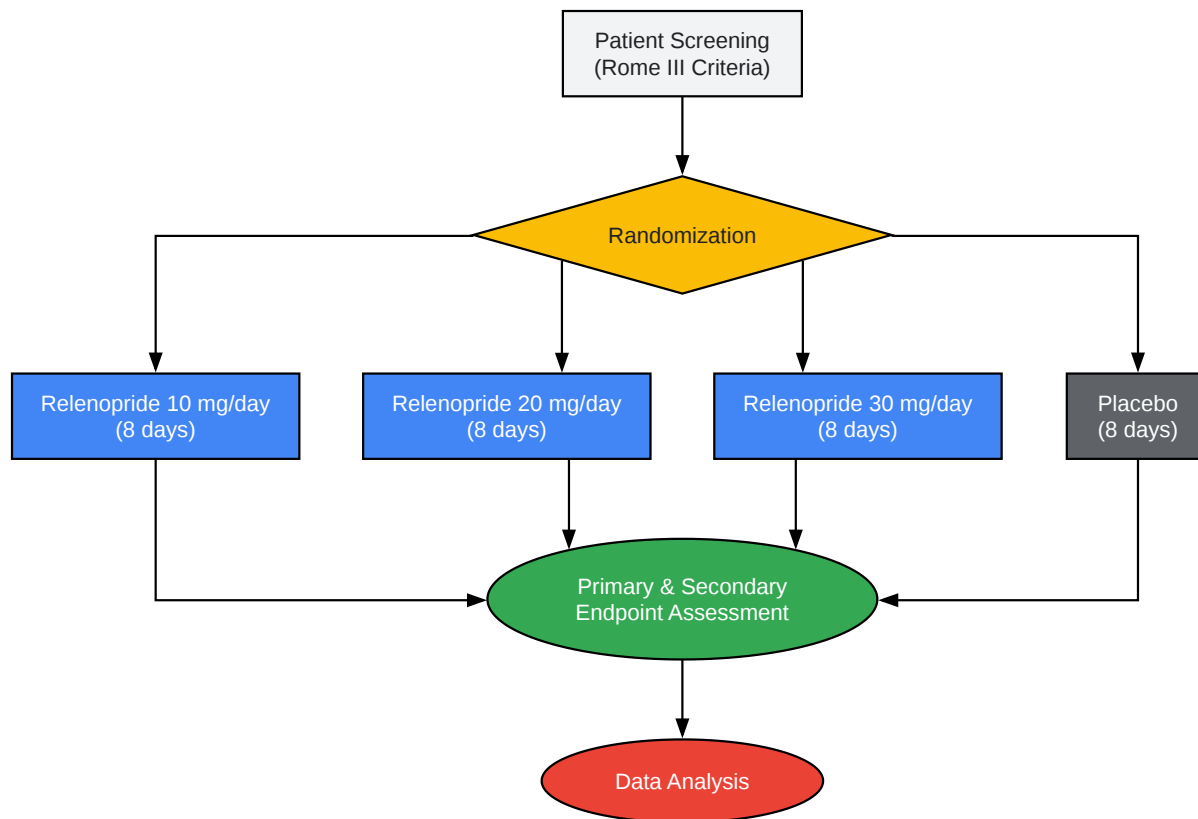 Patient Screening
(Rome III Criteria)
Randomization
Relenopride 10 mg/day
(8 days)
Relenopride 20 mg/day
(8 days)
Relenopride 30 mg/day
(8 days)
Placebo
(8 days)
Primary & Secondary
Endpoint Assessment
Data Analysis